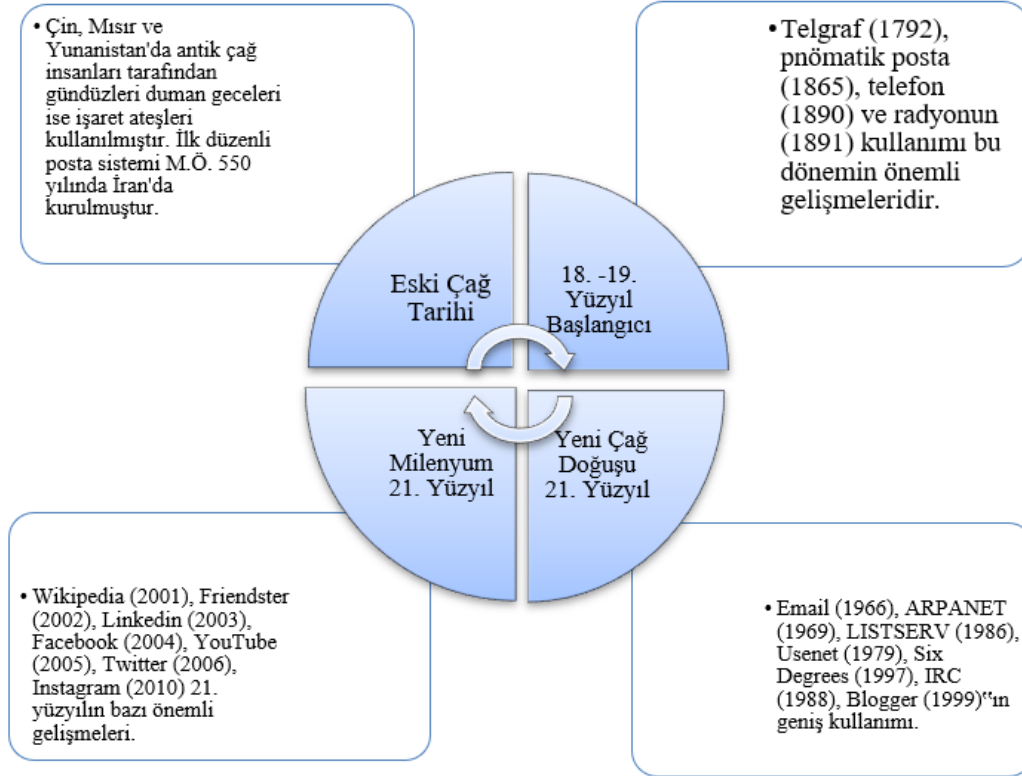 • Çin, Mısır ve
Yunanistan'da antik çağ
insanları tarafından
gündüzleri duman geceleri
ise işaret ateşleri
kullanılmıştır. İlk düzenli
posta sistemi M.Ö. 550
yılında İran'da
kurulmuştur.
• Telgraf (1792),
pnömatik posta
(1865), telefon
(1890) ve radyonun
(1891) kullanımı bu
dönemin önemli
gelişmeleridir.
Eski Çağ
Tarihi
18. -19.
Yüzyıl
Başlangıcı
Yeni
Milenyum
21. Yüzyıl
Yeni Çağ
Doğuşu
21. Yüzyıl
• Wikipedia (2001), Friendster
(2002), Linkedin (2003),
Facebook (2004), YouTube
(2005), Twitter (2006),
Instagram (2010) 21.
yüzyılın bazı önemli
gelişmeleri.
• Email (1966), ARPANET
(1969), LISTSERV (1986),
Usenet (1979), Six
Degrees (1997), IRC
(1988), Blogger (1999)‟ın
geniş kullanımı.